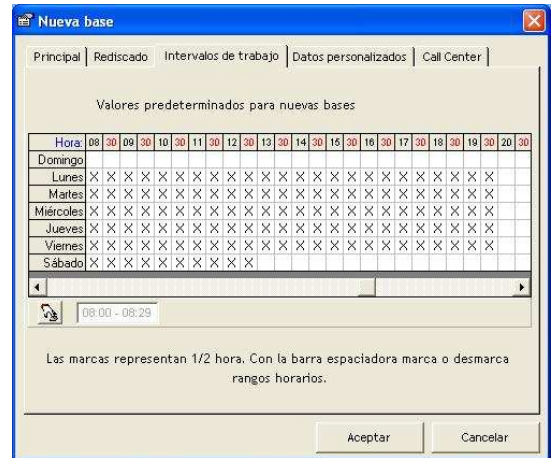 Nueva base
Principal Rediscado Intervalos de trabajo Datos personalizados Call Center
Valores predeterminados para nuevas bases
Hora: 08 30 09 30 10 30 11 30 12 30 13 30 14 30 15 30 16 30 17 30 18 30 19 30 20 30
Domingo
Lunes X X X X X X X X X X X X X X X X X X X X X X X X
Martes X X X X X X X X X X X X X X X X X X X X X X X X
Miércoles X X X X X X X X X X X X X X X X X X X X X X X X
Jueves X X X X X X X X X X X X X X X X X X X X X X X X
Viernes X X X X X X X X X X X X X X X X X X X X X X X X
Sábado X X X X X X X X X X
08:00 - 08:29
Las marcas representan 1/2 hora. Con la barra espaciadora marca o desmarca
rangos horarios.
Aceptar Cancelar